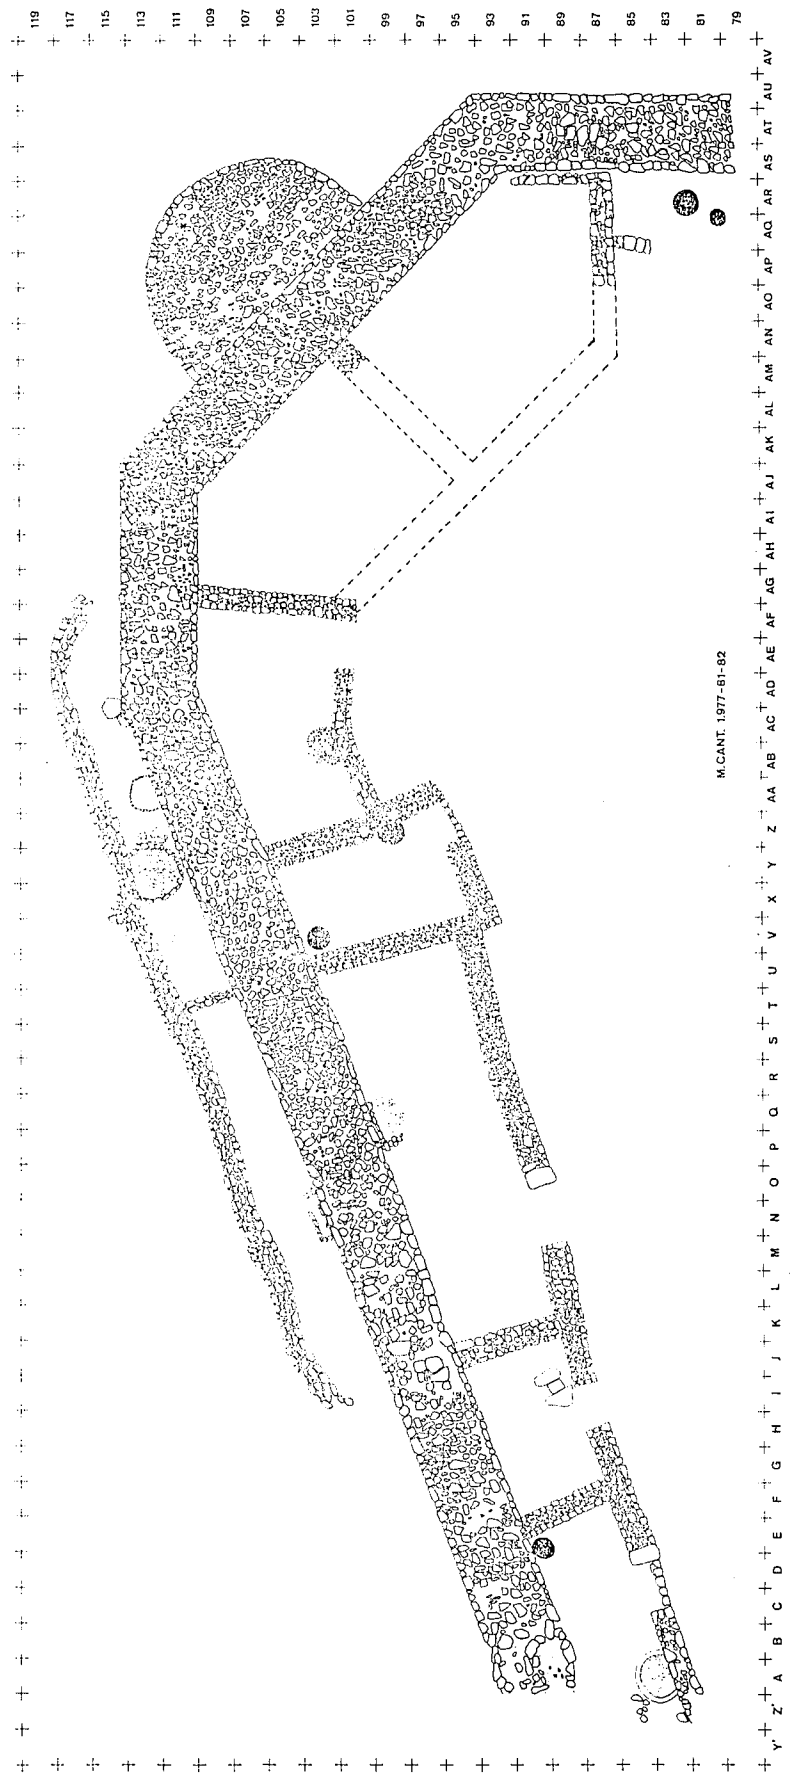 119 117 115 113 111 109 107 105 103 101 99 97 95 93 91 89 87 85 83 81 79
AV
AU
AT
AS
AR
AQ
AP
AO
AN
AM
AL
AK
AJ
AI
AH
AG
AF
AE
AD
AC
AB
AA
Z
Y
X
V
U
T
S
R
Q
P
O
N
M
L
K
J
I
H
G
F
E
D
C
B
A
Z'
Y'
M.CANT. 1.977-81-82